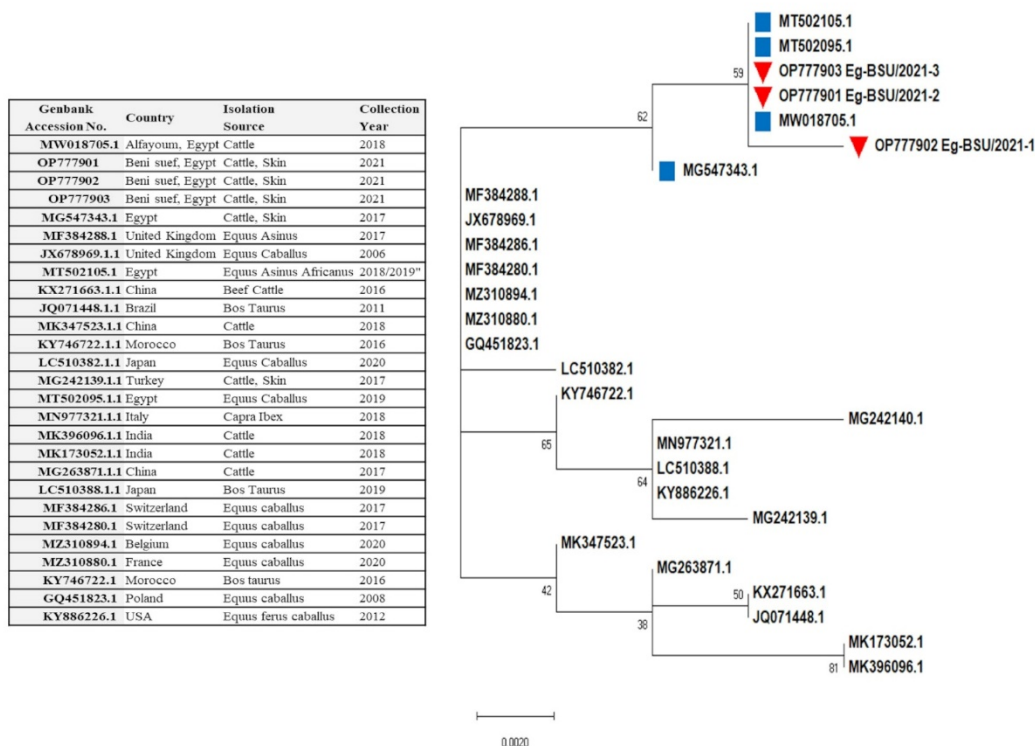 Genbank Accession No. Country Isolation Source Collection Year
MW018705.1 Alfayoum, Egypt Cattle 2018
OP777901 Beni suef, Egypt Cattle, Skin 2021
OP777902 Beni suef, Egypt Cattle, Skin 2021
OP777903 Beni suef, Egypt Cattle, Skin 2021
MG547343.1 Egypt Cattle, Skin 2017
MF384288.1 United Kingdom Equus Asinus 2017
JX678969.1.1 United Kingdom Equus Caballus 2006
MT502105.1 Egypt Equus Asinus Africanus 2018/2019"
KX271663.1.1 China Beef Cattle 2016
JQ071448.1.1 Brazil Bos Taurus 2011
MK347523.1.1 China Cattle 2018
KY746722.1.1 Morocco Bos Taurus 2016
LC510382.1.1 Japan Equus Caballus 2020
MG242139.1.1 Turkey Cattle, Skin 2017
MT502095.1.1 Egypt Equus Caballus 2019
MN977321.1.1 Italy Capra Ibex 2018
MK396096.1.1 India Cattle 2018
MK173052.1.1 India Cattle 2018
MG263871.1.1 China Cattle 2017
LC510388.1.1 Japan Bos Taurus 2019
MF384286.1 Switzerland Equus caballus 2017
MF384280.1 Switzerland Equus caballus 2017
MZ310894.1 Belgium Equus caballus 2020
MZ310880.1 France Equus caballus 2020
KY746722.1 Morocco Bos taurus 2016
GQ451823.1 Poland Equus caballus 2008
KY886226.1 USA Equus ferus caballus 2012
MT502105.1
MT502095.1
59
OP777903 Eg-BSU/2021-3
OP777901 Eg-BSU/2021-2
MW018705.1
62
OP777902 Eg-BSU/2021-1
MG547343.1
MF384288.1
JX678969.1
MF384286.1
MF384280.1
MZ310894.1
MZ310880.1
GQ451823.1
LC510382.1
KY746722.1
MG242140.1
65
MN977321.1
LC510388.1
64
KY886226.1
MG242139.1
MK347523.1
MG263871.1
42
50
KX271663.1
JQ071448.1
38
MK173052.1
81
MK396096.1
0.0020